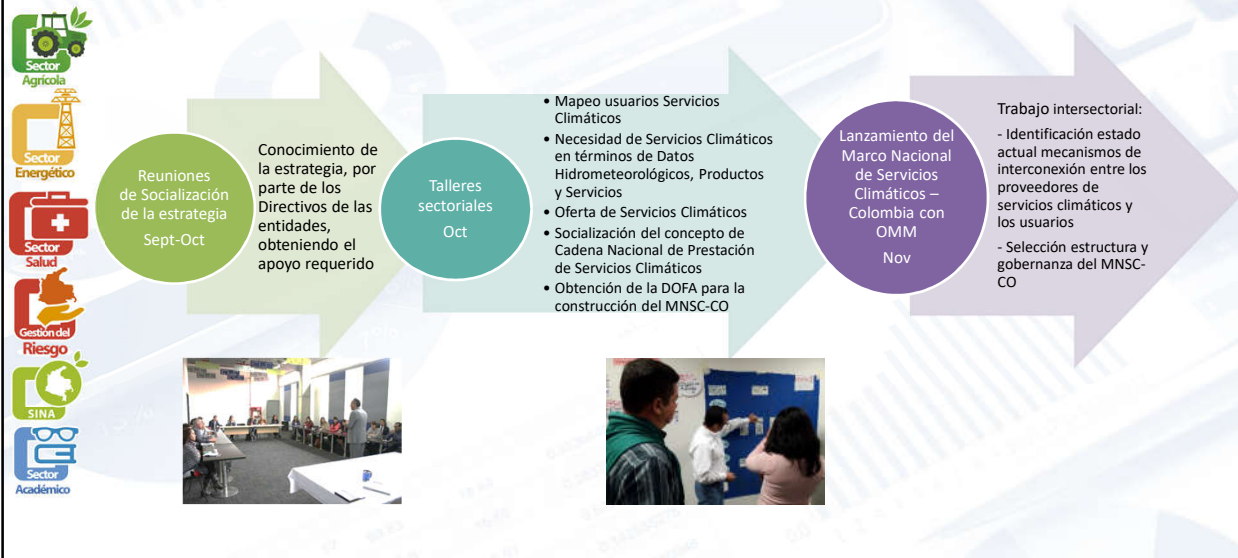 Sector
Agrícola
Sector
Energético
Sector
Salud
Gestión del
Riesgo
SINA
Sector
Académico
Reuniones
de Socialización
de la estrategia
Sept-Oct
Conocimiento de
la estrategia, por
parte de los
Directivos de las
entidades,
obteniendo el
apoyo requerido
Talleres
sectoriales
Oct
• Mapeo usuarios Servicios
Climáticos
• Necesidad de Servicios Climáticos
en términos de Datos
Hidrometeorológicos, Productos
y Servicios
• Oferta de Servicios Climáticos
• Socialización del concepto de
Cadena Nacional de Prestación
de Servicios Climáticos
• Obtención de la DOFA para la
construcción del MNSC-CO
Lanzamiento del
Marco Nacional
de Servicios
Climáticos –
Colombia con
OMM
Nov
Trabajo intersectorial:
- Identificación estado
actual mecanismos de
interconexión entre los
proveedores de
servicios climáticos y
los usuarios
- Selección estructura y
gobernanza del MNSC-
CO